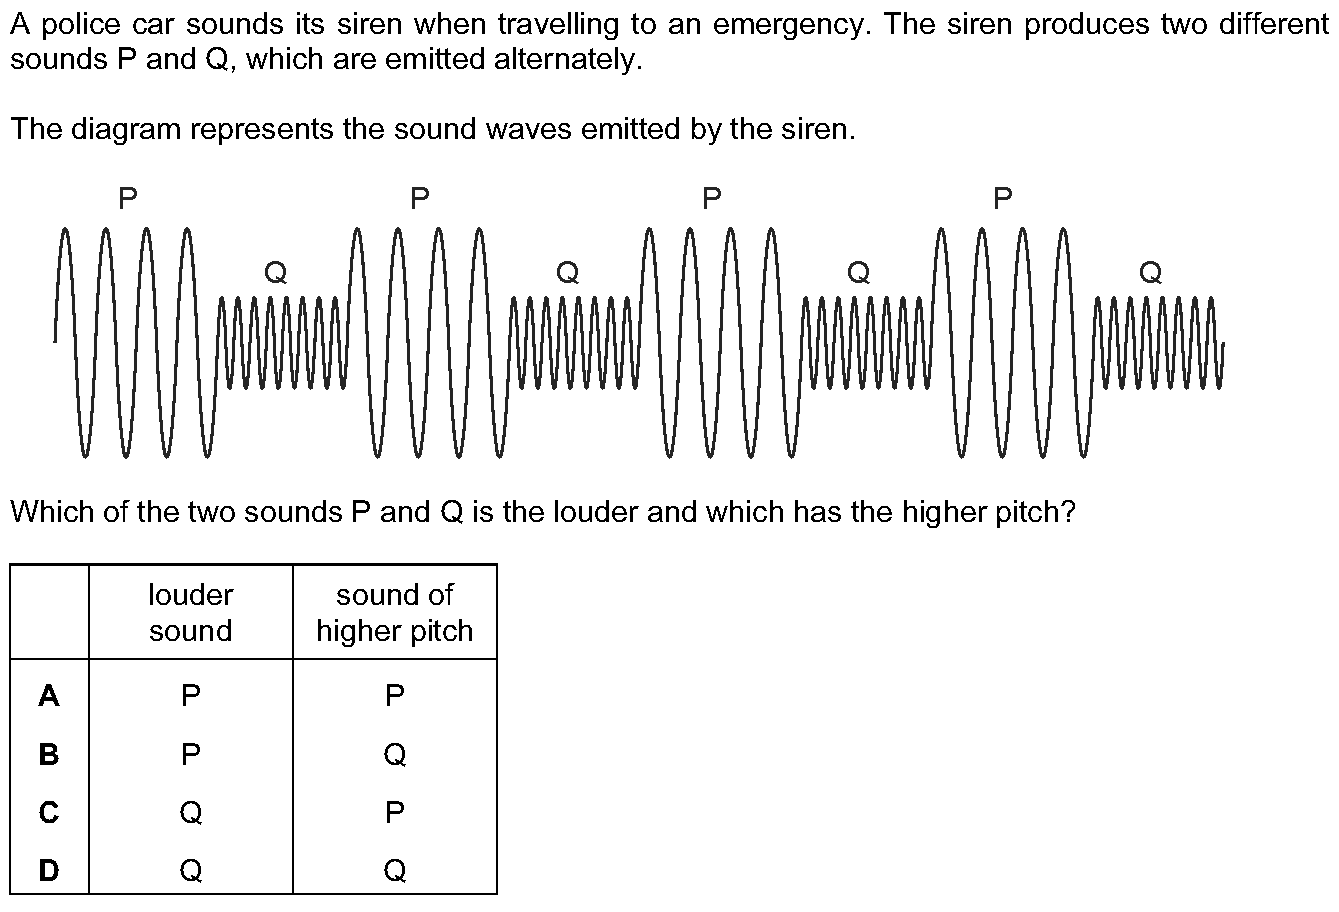 A police car sounds its siren when travelling to an emergency. The siren produces two different
sounds P and Q, which are emitted alternately.
The diagram represents the sound waves emitted by the siren.
P P P P
Q Q Q Q
Which of the two sounds P and Q is the louder and which has the higher pitch?
louder sound of
sound higher pitch
A P P
B P Q
C Q P
D Q Q